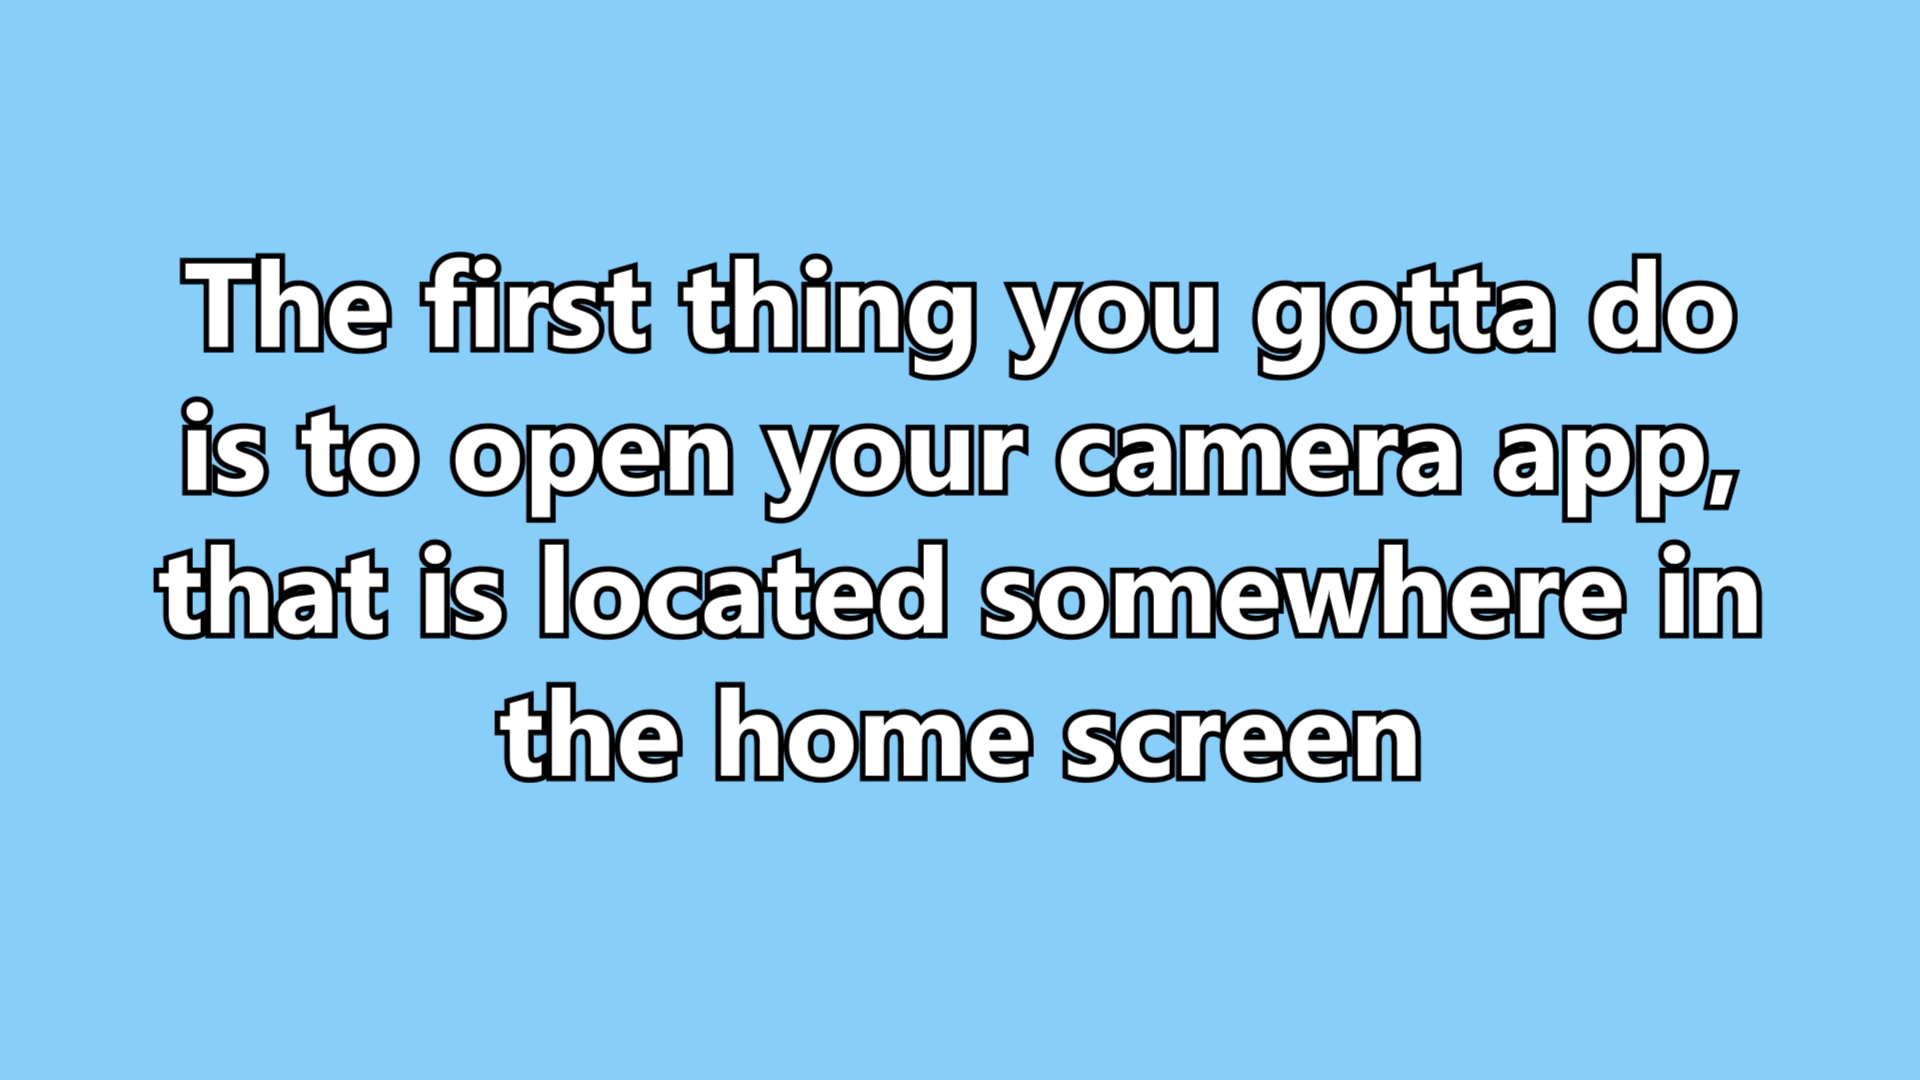 The first thing you gotta do
is to open your camera app,
that is located somewhere in
the home screen